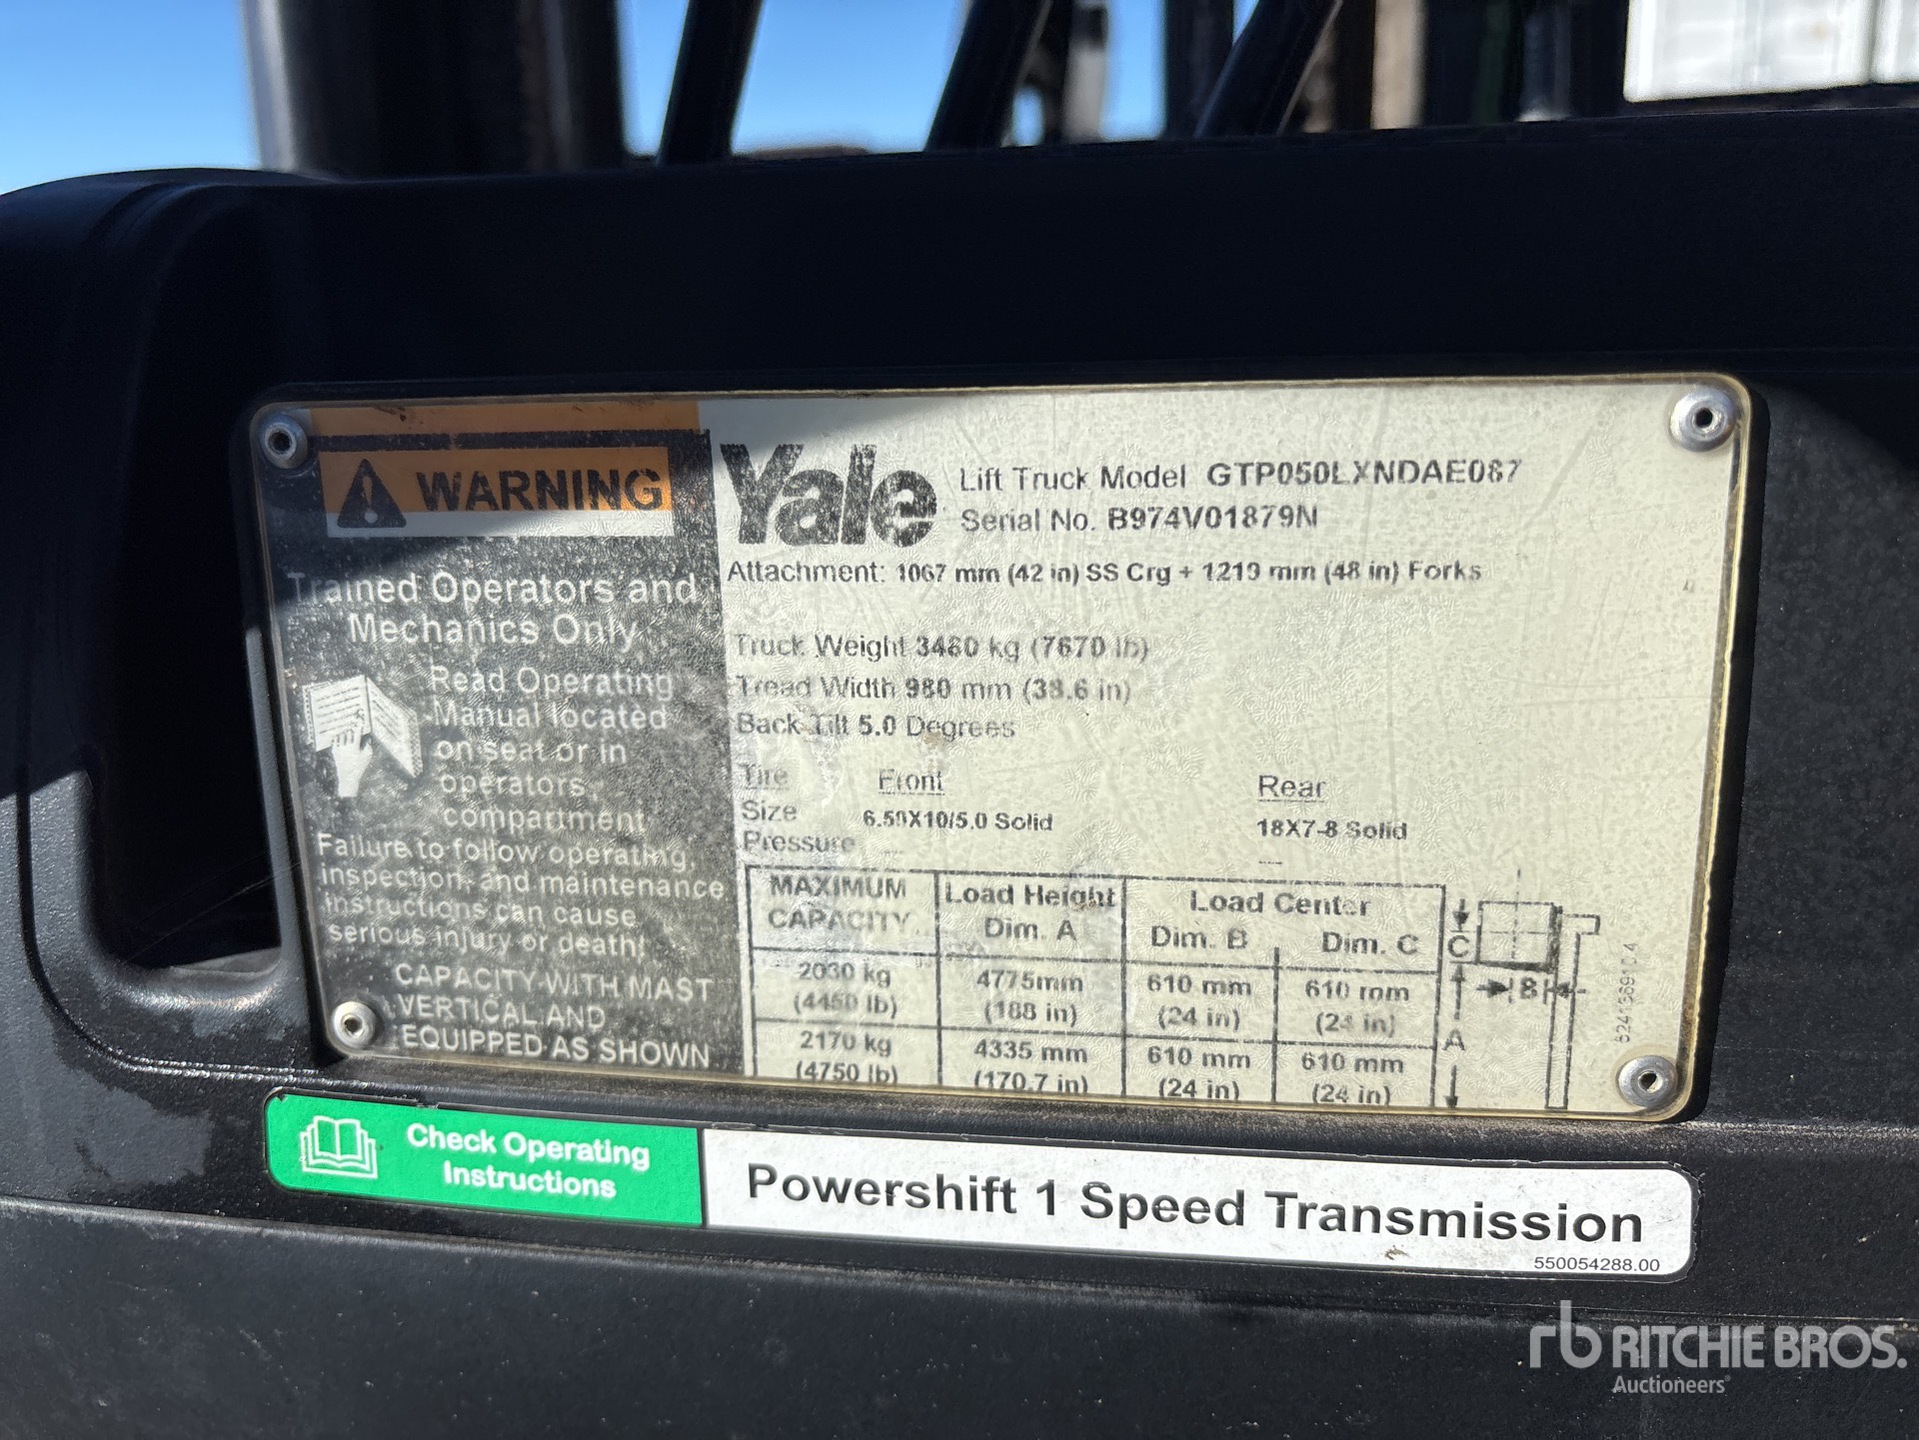 WARNING
Trained Operators and
Mechanics Only
Read Operating
Manual located
on seat or in
operators
compartment
Failure to follow operating,
inspection, and maintenance
instructions can cause
serious injury or death!
CAPACITY WITH MAST
VERTICAL AND
EQUIPPED AS SHOWN
Yale
Lift Truck Model GTP050LXNDAE087
Serial No. B974V01879N
Attachment: 1067 mm (42 in) SS Crg + 1219 mm (48 in) Forks
Truck Weight 3480 kg (7670 lb)
Tread Width 980 mm (38.6 in)
Back Tilt 5.0 Degrees
Tire Front Rear
Size 6.50X10/5.0 Solid 18X7-8 Solid
Pressure --- ---
MAXIMUM Load Height Load Center
CAPACITY Dim. A Dim. B Dim. C
2030 kg 4775mm 610 mm 610 mm
(4450 lb) (188 in) (24 in) (24 in)
2170 kg 4335 mm 610 mm 610 mm
(4750 lb) (170.7 in) (24 in) (24 in)
C
B
A
Check Operating
Instructions
Powershift 1 Speed Transmission
550054288.00
rb RITCHIE BROS.
Auctioneers